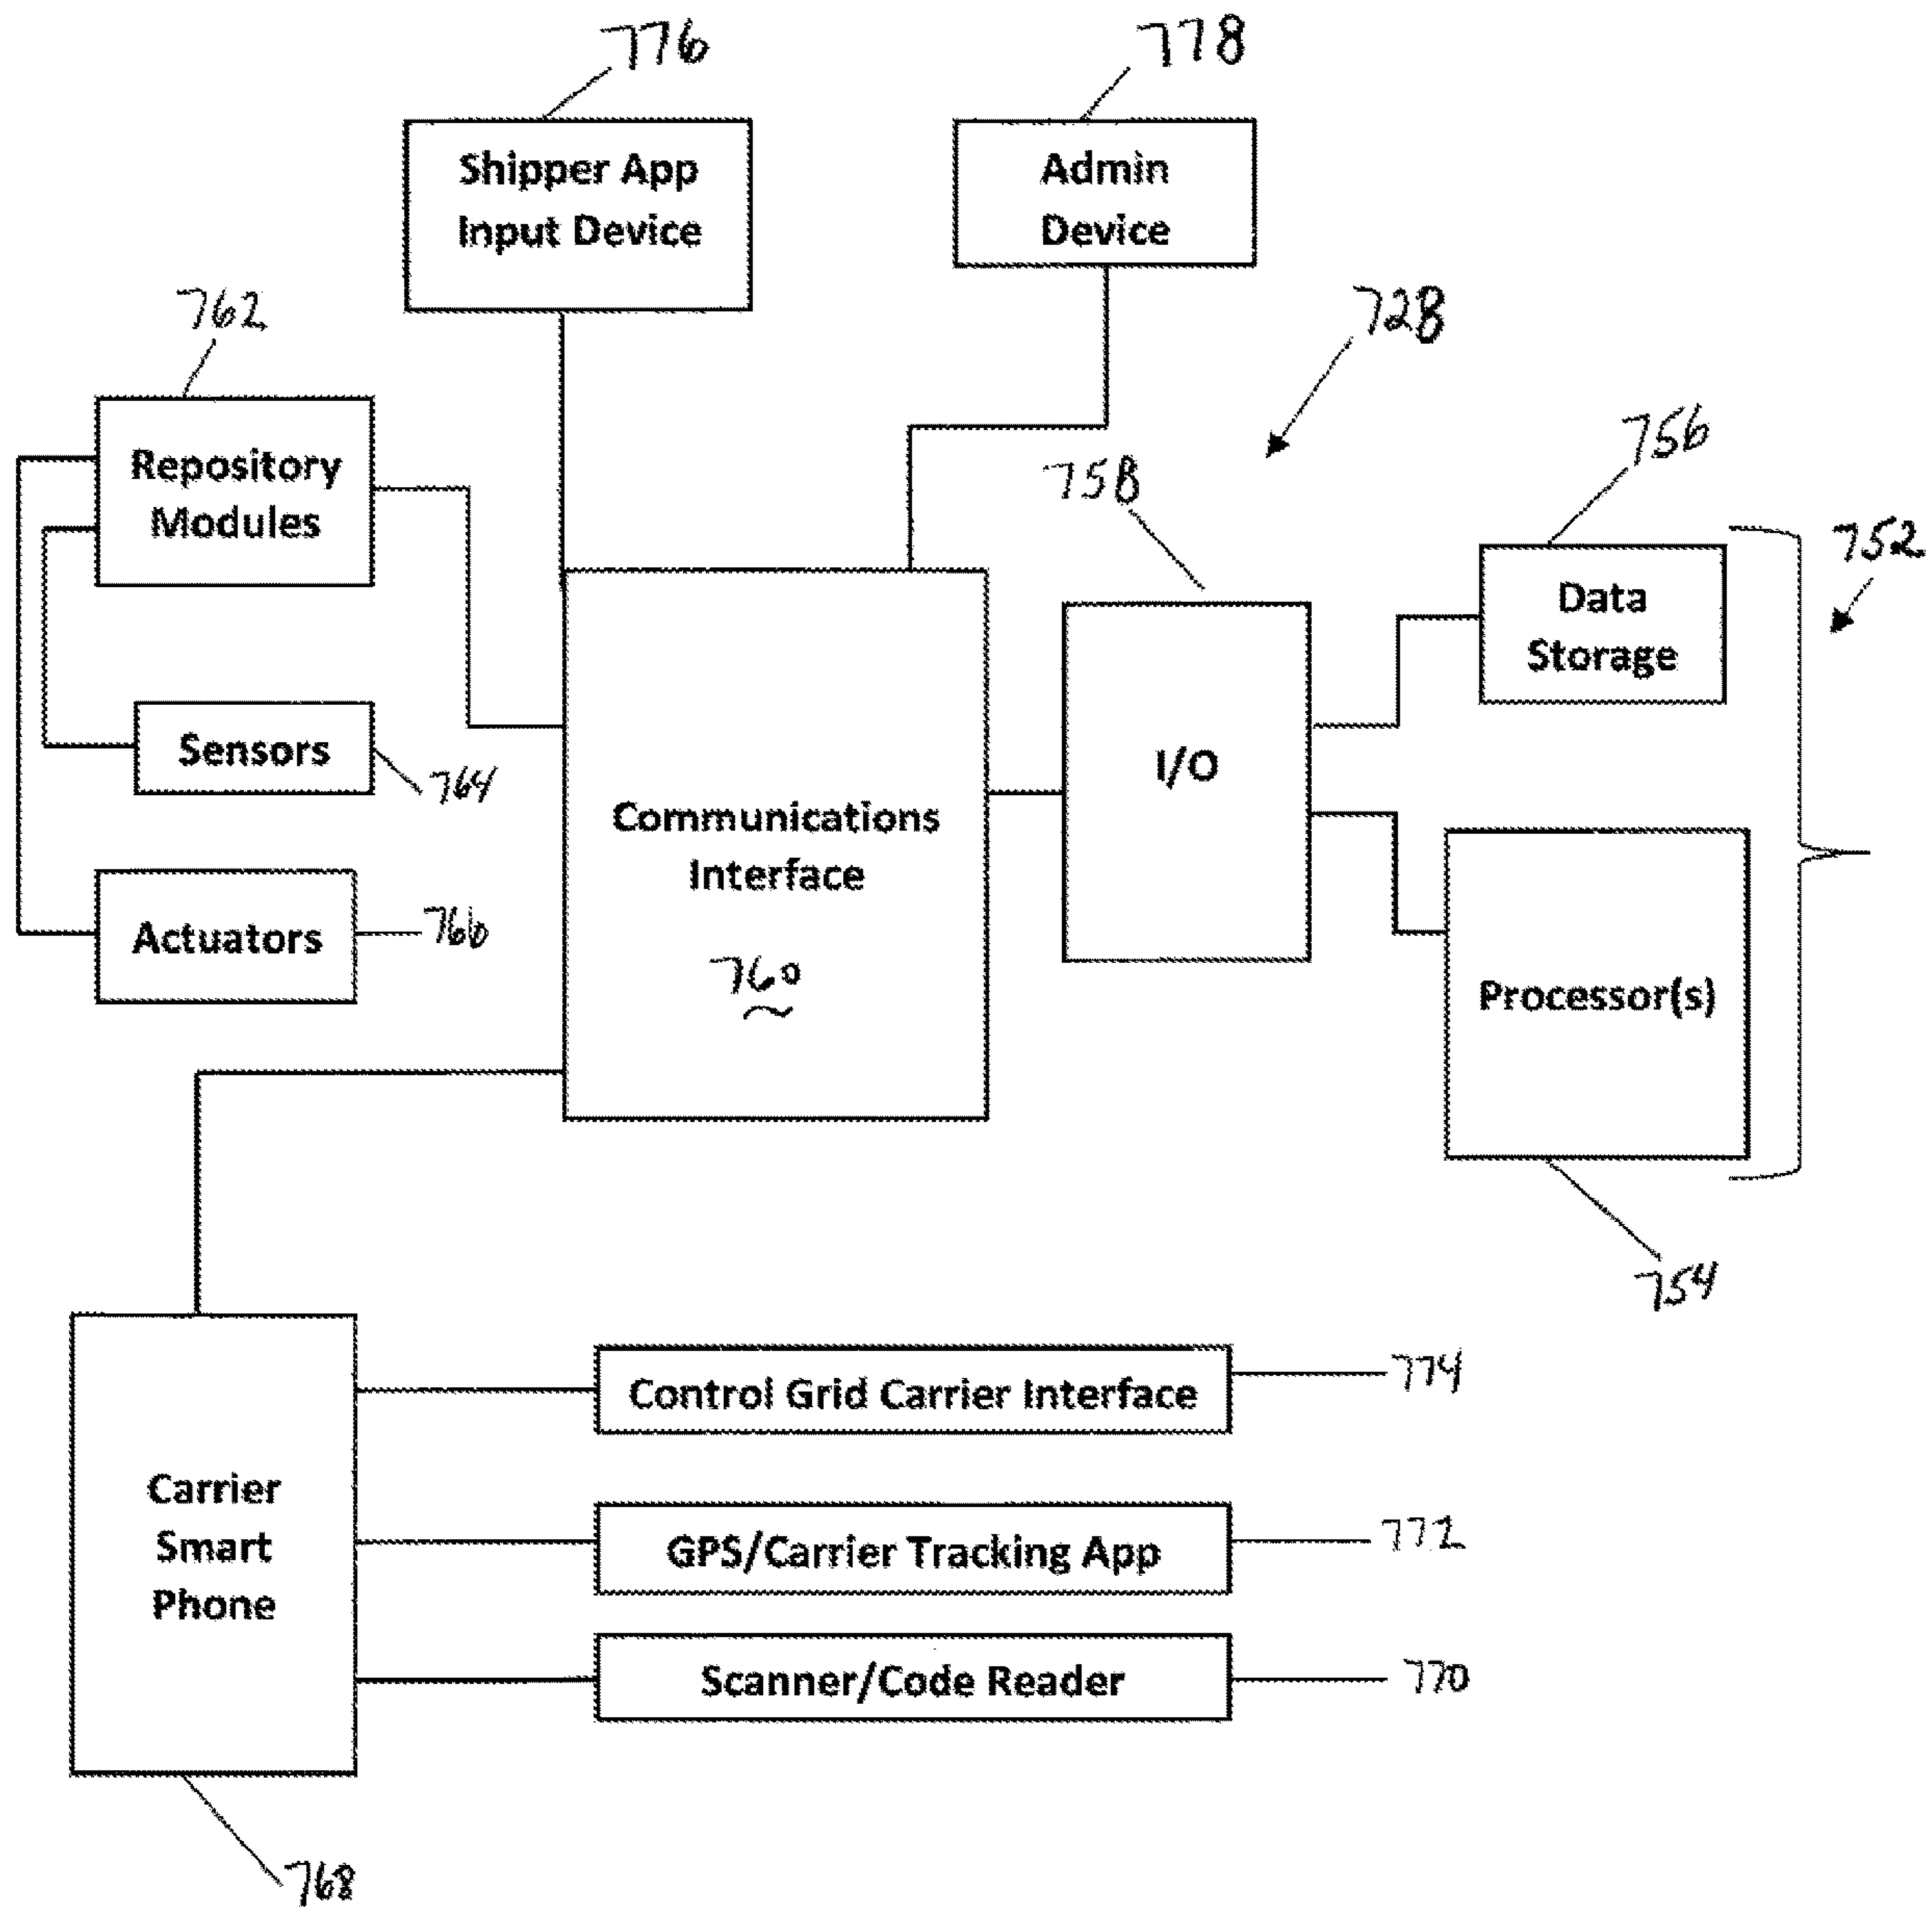 776
778
Shipper App
Input Device
Admin
Device
762
728
Repository
Modules
758
756
752
Data
Storage
Sensors
764
I/O
Communications
Interface
760
Actuators
766
Processor(s)
754
Carrier
Smart
Phone
Control Grid Carrier Interface
774
GPS/Carrier Tracking App
772
Scanner/Code Reader
770
768